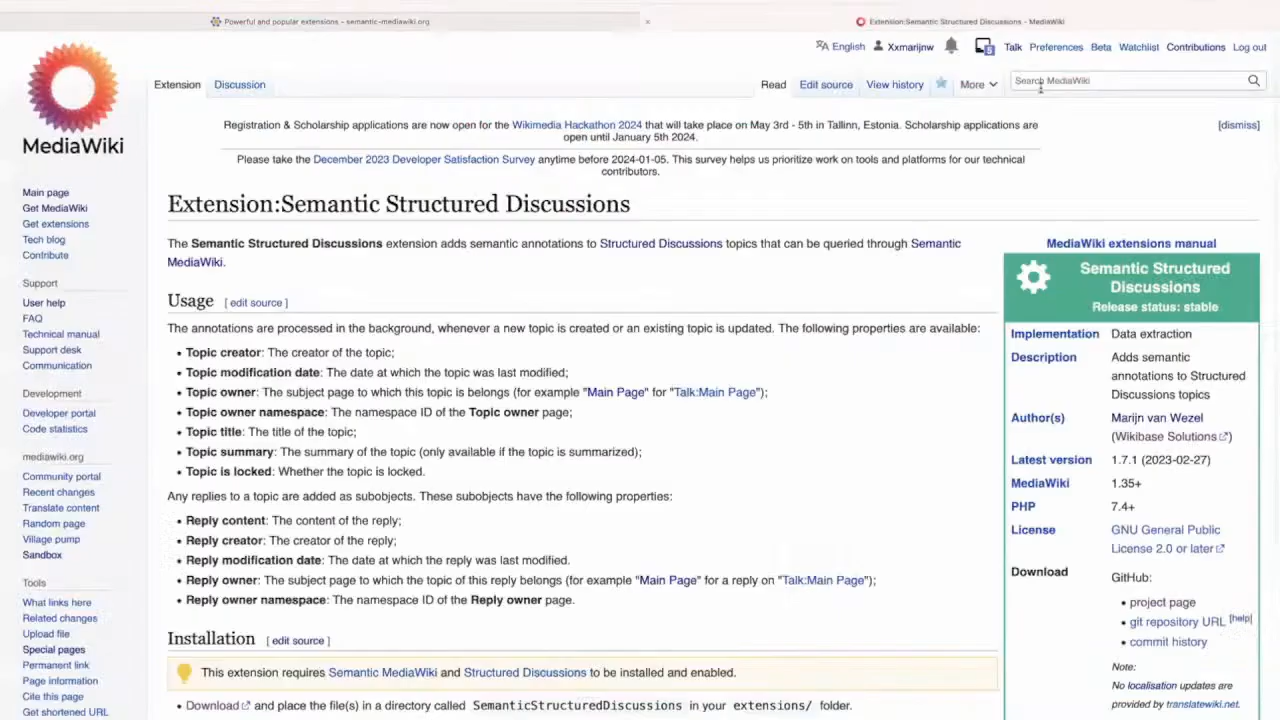 Powerful and popular extensions - semantic-mediawiki.org
Extension:Semantic Structured Discussions - MediaWiki
English Xxmarijnw Talk Preferences Beta Watchlist Contributions Log out
Extension Discussion Read Edit source View history More Search MediaWiki
MediaWiki
Registration & Scholarship applications are now open for the Wikimedia Hackathon 2024 that will take place on May 3rd - 5th in Tallinn, Estonia. Scholarship applications are
open until January 5th 2024.
[dismiss]
Please take the December 2023 Developer Satisfaction Survey anytime before 2024-01-05. This survey helps us prioritize work on tools and platforms for our technical
contributors.
Main page
Get MediaWiki
Get extensions
Tech blog
Contribute
Support
User help
FAQ
Technical manual
Support desk
Communication
Development
Developer portal
Code statistics
mediawiki.org
Community portal
Recent changes
Translate content
Random page
Village pump
Sandbox
Tools
What links here
Related changes
Upload file
Special pages
Permanent link
Page information
Cite this page
Get shortened URL
Extension:Semantic Structured Discussions
The Semantic Structured Discussions extension adds semantic annotations to Structured Discussions topics that can be queried through Semantic
MediaWiki.
Usage [ edit source ]
The annotations are processed in the background, whenever a new topic is created or an existing topic is updated. The following properties are available:
• Topic creator: The creator of the topic;
• Topic modification date: The date at which the topic was last modified;
• Topic owner: The subject page to which this topic is belongs (for example "Main Page" for "Talk:Main Page");
• Topic owner namespace: The namespace ID of the Topic owner page;
• Topic title: The title of the topic;
• Topic summary: The summary of the topic (only available if the topic is summarized);
• Topic is locked: Whether the topic is locked.
Any replies to a topic are added as subobjects. These subobjects have the following properties:
• Reply content: The content of the reply;
• Reply creator: The creator of the reply;
• Reply modification date: The date at which the reply was last modified.
• Reply owner: The subject page to which the topic of this reply belongs (for example "Main Page" for a reply on "Talk:Main Page");
• Reply owner namespace: The namespace ID of the Reply owner page.
Installation [ edit source ]
This extension requires Semantic MediaWiki and Structured Discussions to be installed and enabled.
• Download and place the file(s) in a directory called SemanticStructuredDiscussions in your extensions/ folder.
MediaWiki extensions manual
Semantic Structured
Discussions
Release status: stable
Implementation Data extraction
Description Adds semantic
annotations to Structured
Discussions topics
Author(s) Marijn van Wezel
(Wikibase Solutions)
Latest version 1.7.1 (2023-02-27)
MediaWiki 1.35+
PHP 7.4+
License GNU General Public
License 2.0 or later
Download GitHub:
• project page
• git repository URL [help]
• commit history
Note:
No localisation updates are
provided by translatewiki.net.